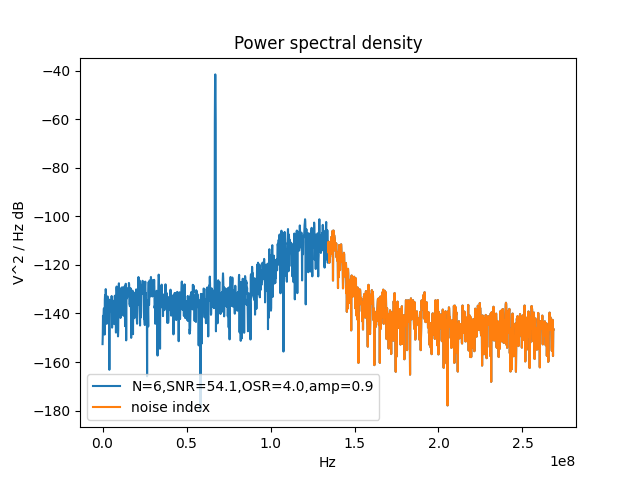 Power spectral density
V^2 / Hz dB
−40
−60
−80
−100
−120
−140
−160
−180
N=6,SNR=54.1,OSR=4.0,amp=0.9
noise index
0.0 0.5 1.0 1.5 2.0 2.5
1e8
Hz